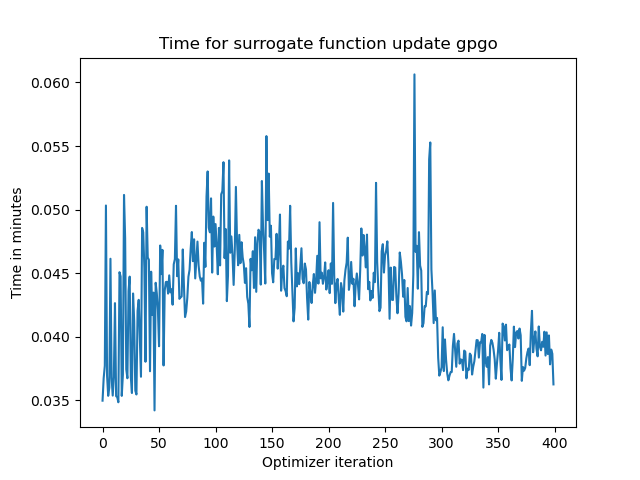 Time for surrogate function update gpgo
0.060
0.055
0.050
0.045
0.040
0.035
Time in minutes
0 50 100 150 200 250 300 350 400
Optimizer iteration